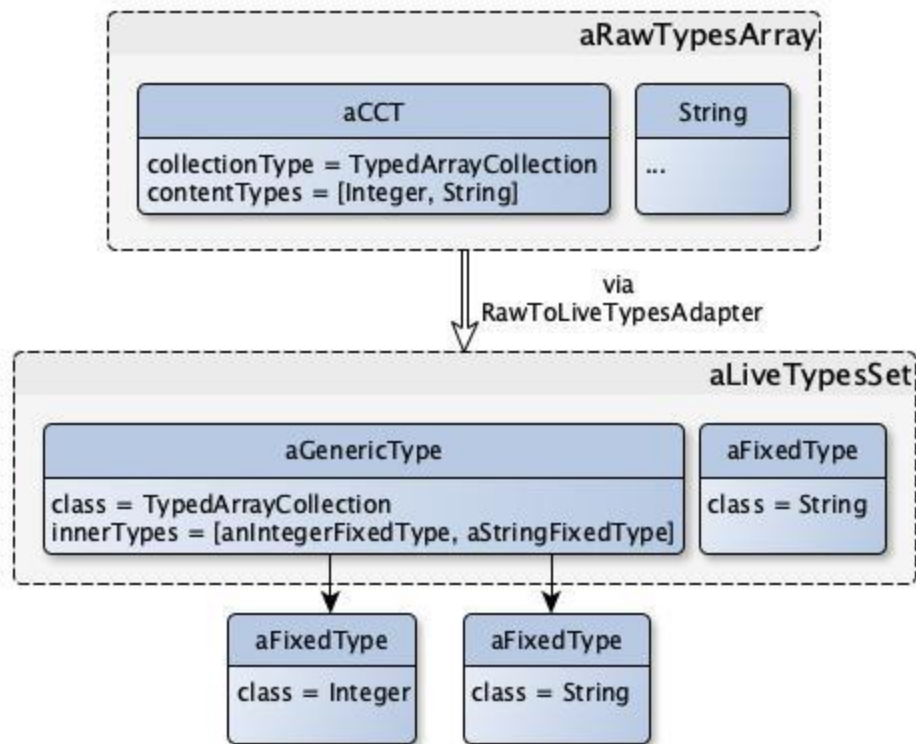 aRawTypesArray
aCCT
collectionType = TypedArrayCollection
contentTypes = [Integer, String]
String
...
via
RawToLiveTypesAdapter
aLiveTypesSet
aGenericType
class = TypedArrayCollection
innerTypes = [anIntegerFixedType, aStringFixedType]
aFixedType
class = String
aFixedType
class = Integer
aFixedType
class = String